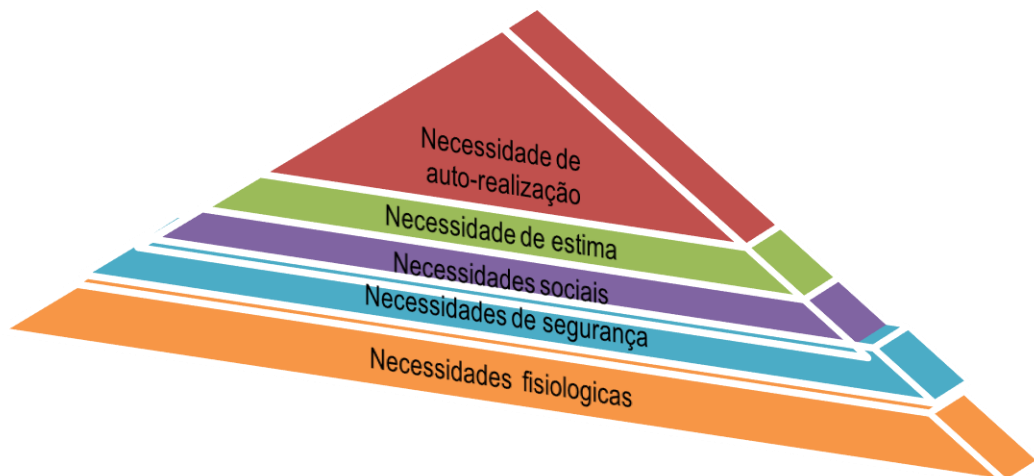 Necessidade de
auto-realização
Necessidade de estima
Necessidades sociais
Necessidades de segurança
Necessidades fisiologicas